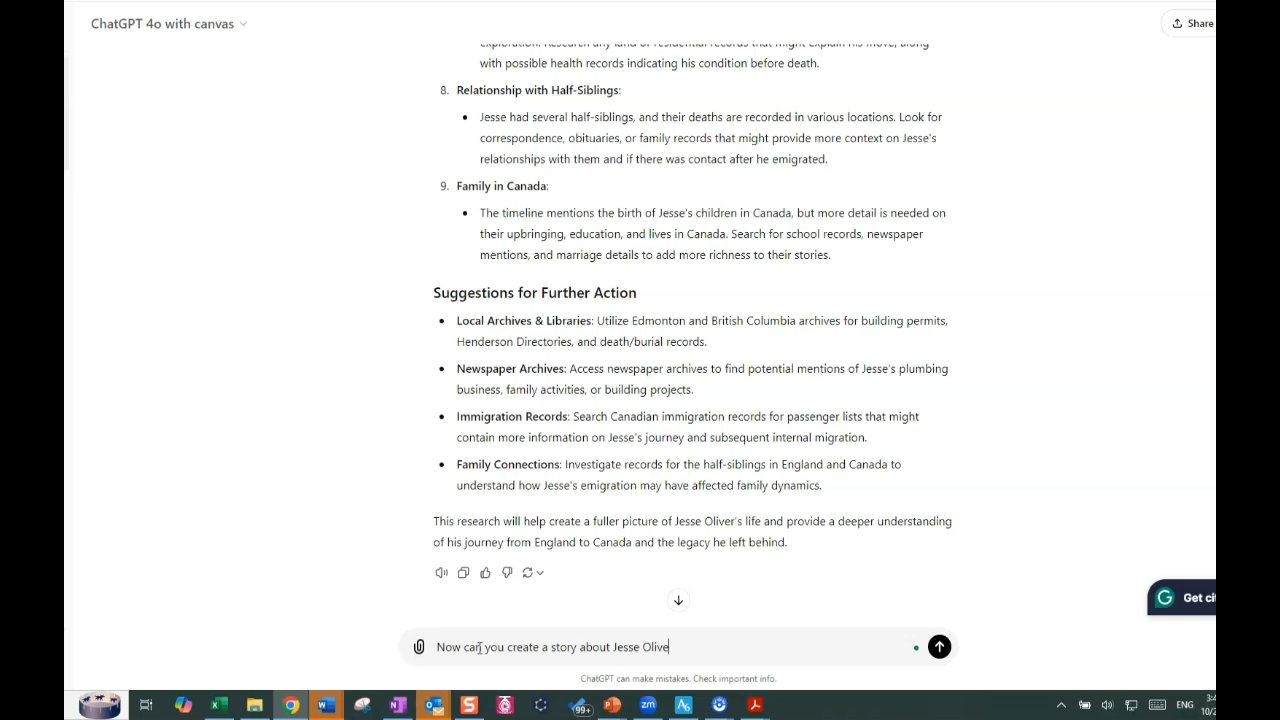 ChatGPT 4o with canvas
Share
exploration. Research any land or residential records that might explain his move, along
with possible health records indicating his condition before death.
8. Relationship with Half-Siblings:
• Jesse had several half-siblings, and their deaths are recorded in various locations. Look for
correspondence, obituaries, or family records that might provide more context on Jesse's
relationships with them and if there was contact after he emigrated.
9. Family in Canada:
• The timeline mentions the birth of Jesse's children in Canada, but more detail is needed on
their upbringing, education, and lives in Canada. Search for school records, newspaper
mentions, and marriage details to add more richness to their stories.
Suggestions for Further Action
• Local Archives & Libraries: Utilize Edmonton and British Columbia archives for building permits,
Henderson Directories, and death/burial records.
• Newspaper Archives: Access newspaper archives to find potential mentions of Jesse's plumbing
business, family activities, or building projects.
• Immigration Records: Search Canadian immigration records for passenger lists that might
contain more information on Jesse's journey and subsequent internal migration.
• Family Connections: Investigate records for the half-siblings in England and Canada to
understand how Jesse's emigration may have affected family dynamics.
This research will help create a fuller picture of Jesse Oliver's life and provide a deeper understanding
of his journey from England to Canada and the legacy he left behind.
Get cit
Now can you create a story about Jesse Olive
ChatGPT can make mistakes. Check important info.
99+
zm
ENG
3:4
10/2